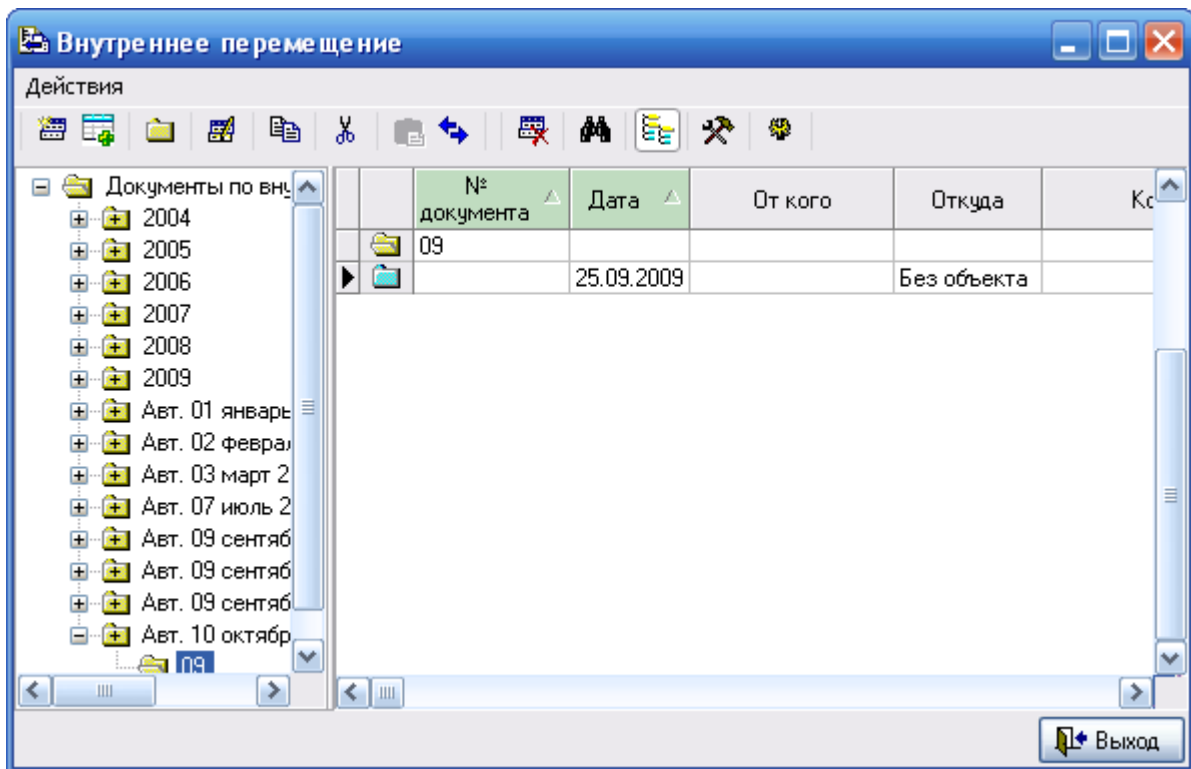 Внутреннее перемещение
Действия
Документы по вну
2004
2005
2006
2007
2008
2009
Авт. 01 январь
Авт. 02 феврал
Авт. 03 март 2
Авт. 07 июль 2
Авт. 09 сентяб
Авт. 09 сентяб
Авт. 09 сентяб
Авт. 10 октябр
09
№ документа Дата От кого Откуда Ко
09
25.09.2009 Без объекта
Выход